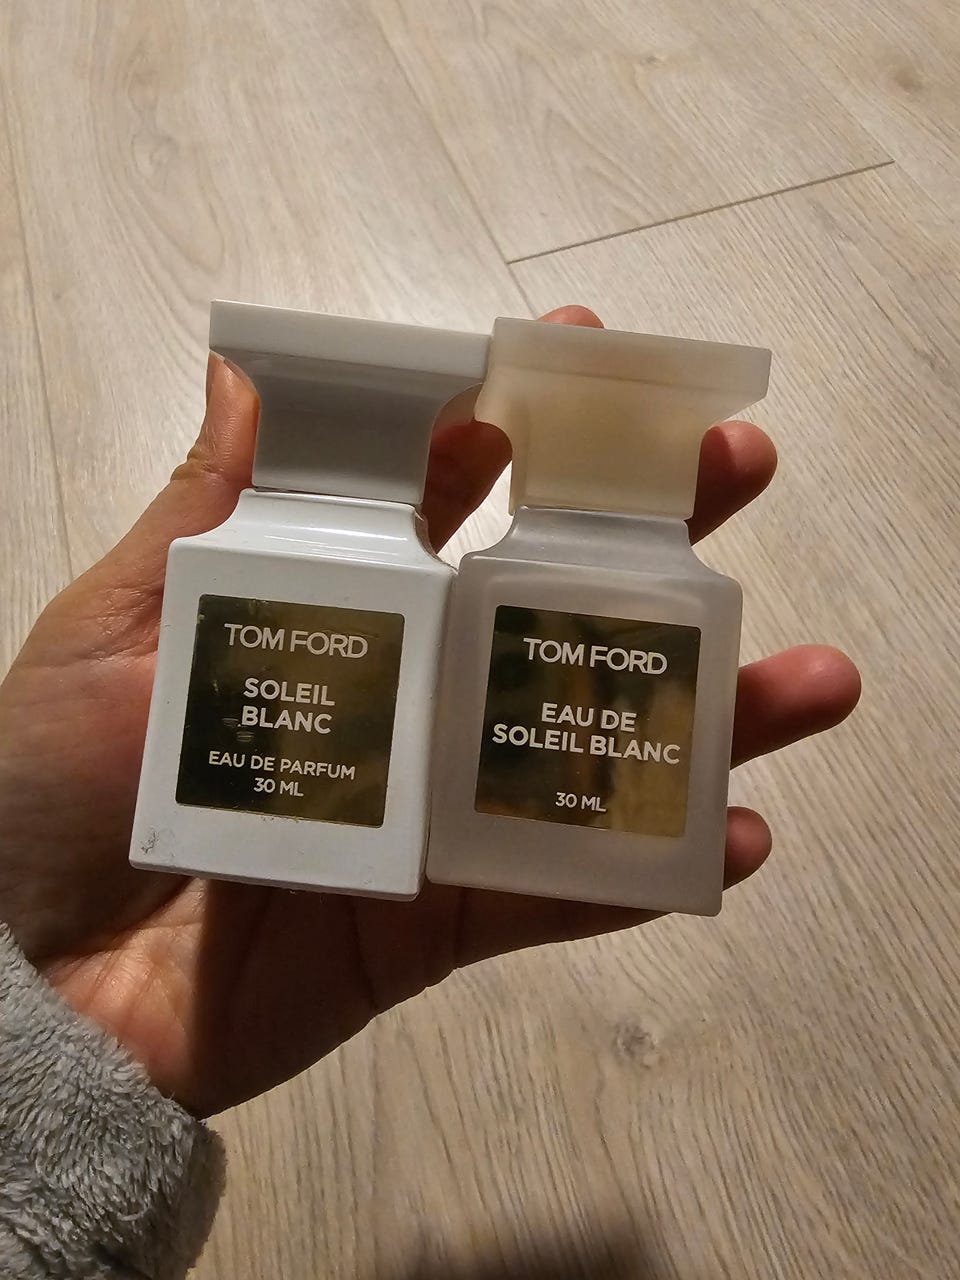 TOM FORD
SOLEIL
BLANC
EAU DE PARFUM
30 ML
TOM FORD
EAU DE
SOLEIL BLANC
30 ML